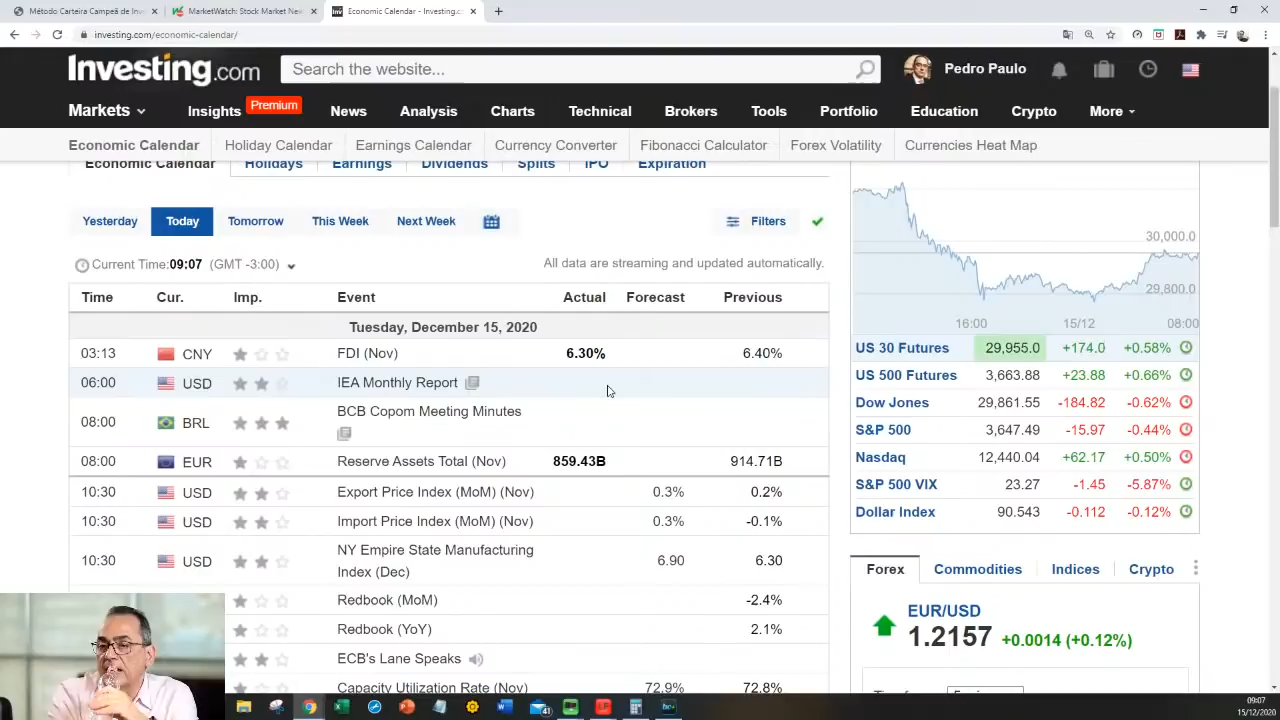 Método Carteira Campeã de Inv
MarketWatch: Stock Market New
Economic Calendar - Investing.com
investing.com/economic-calendar/
Investing.com
Search the website...
Pedro Paulo
Markets
Insights
Premium
News
Analysis
Charts
Technical
Brokers
Tools
Portfolio
Education
Crypto
More
Economic Calendar
Holiday Calendar
Earnings Calendar
Currency Converter
Fibonacci Calculator
Forex Volatility
Currencies Heat Map
Economic Calendar
Holidays
Earnings
Dividends
Splits
IPO
Expiration
Yesterday
Today
Tomorrow
This Week
Next Week
Filters
Current Time:09:07 (GMT -3:00)
All data are streaming and updated automatically.
Time Cur. Imp. Event Actual Forecast Previous
Tuesday, December 15, 2020
03:13 CNY FDI (Nov) 6.30% 6.40%
06:00 USD IEA Monthly Report
08:00 BRL BCB Copom Meeting Minutes
08:00 EUR Reserve Assets Total (Nov) 859.43B 914.71B
10:30 USD Export Price Index (MoM) (Nov) 0.3% 0.2%
10:30 USD Import Price Index (MoM) (Nov) 0.3% -0.1%
10:30 USD NY Empire State Manufacturing
Index (Dec) 6.90 6.30
Redbook (MoM) -2.4%
Redbook (YoY) 2.1%
ECB's Lane Speaks
Capacity Utilization Rate (Nov) 72.9% 72.8%
30,000.0
29,800.0
16:00 15/12 08:00
US 30 Futures 29,955.0 +174.0 +0.58%
US 500 Futures 3,663.88 +23.88 +0.66%
Dow Jones 29,861.55 -184.82 -0.62%
S&P 500 3,647.49 -15.97 -0.44%
Nasdaq 12,440.04 +62.17 +0.50%
S&P 500 VIX 23.27 -1.45 -5.87%
Dollar Index 90.543 -0.112 -0.12%
Forex
Commodities
Indices
Crypto
EUR/USD
1.2157 +0.0014 (+0.12%)
09:07
15/12/2020